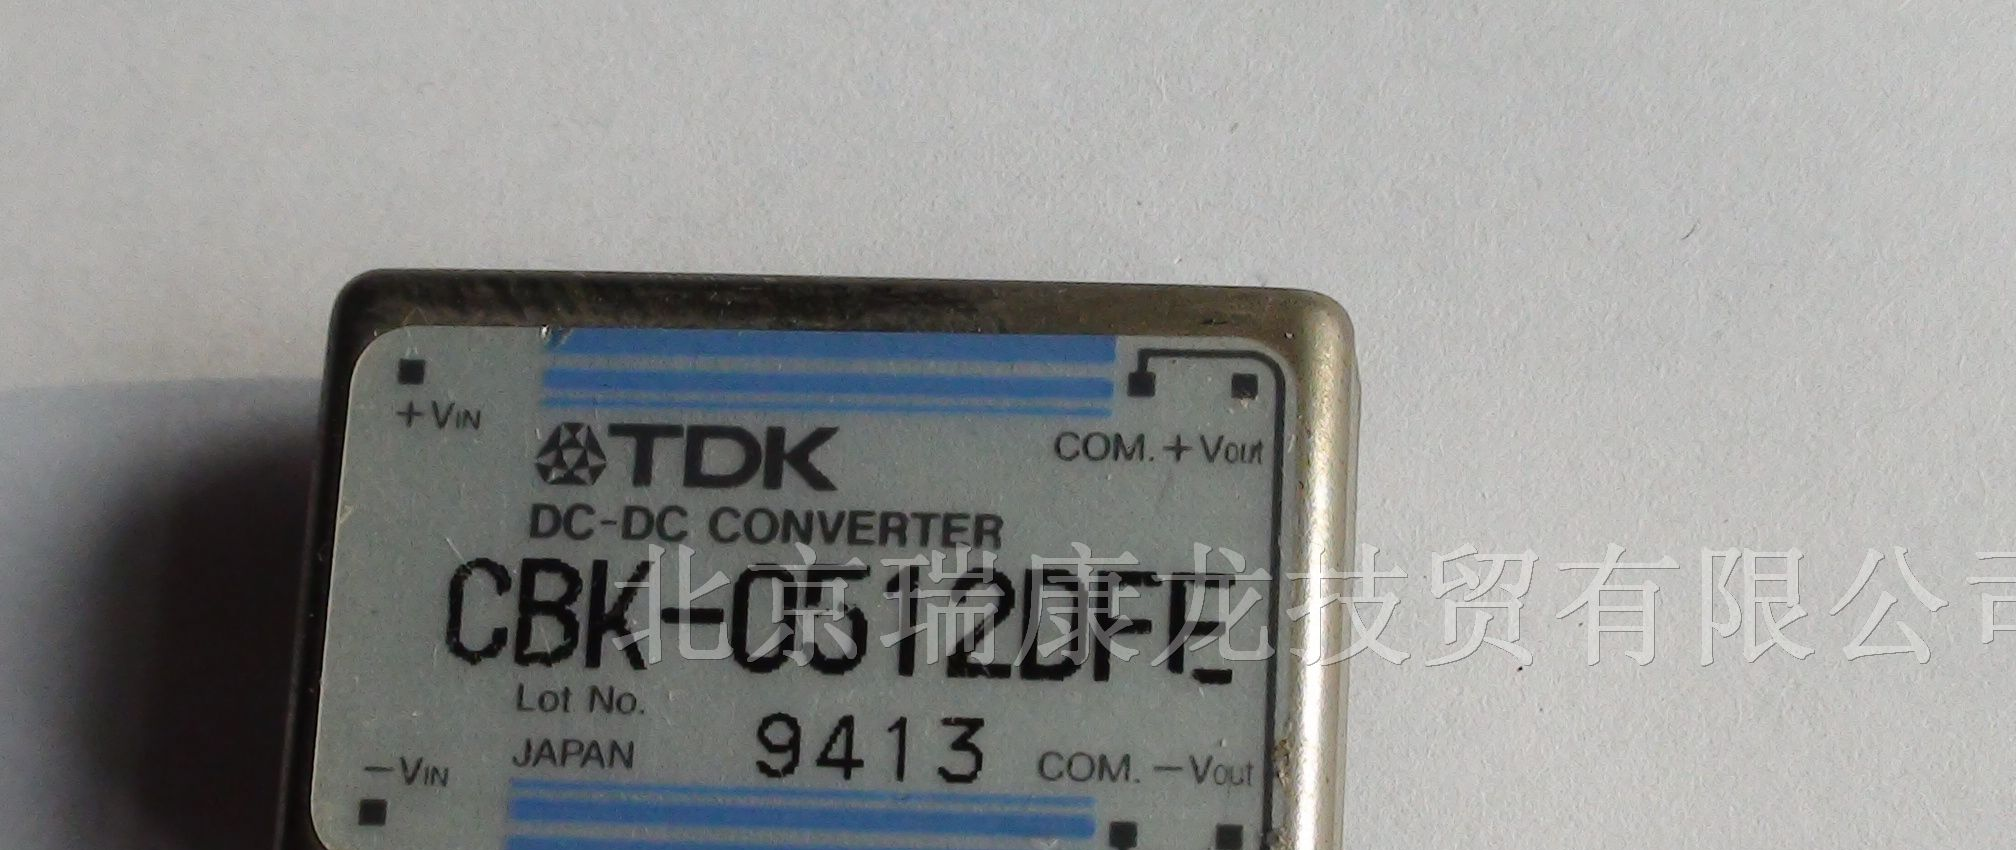 +VIN
TDK
COM. +Vout
DC-DC CONVERTER
CBK-0512DFE
北京瑞康龙技贸有限公司
Lot No.
JAPAN 9413
-VIN
COM. -Vout